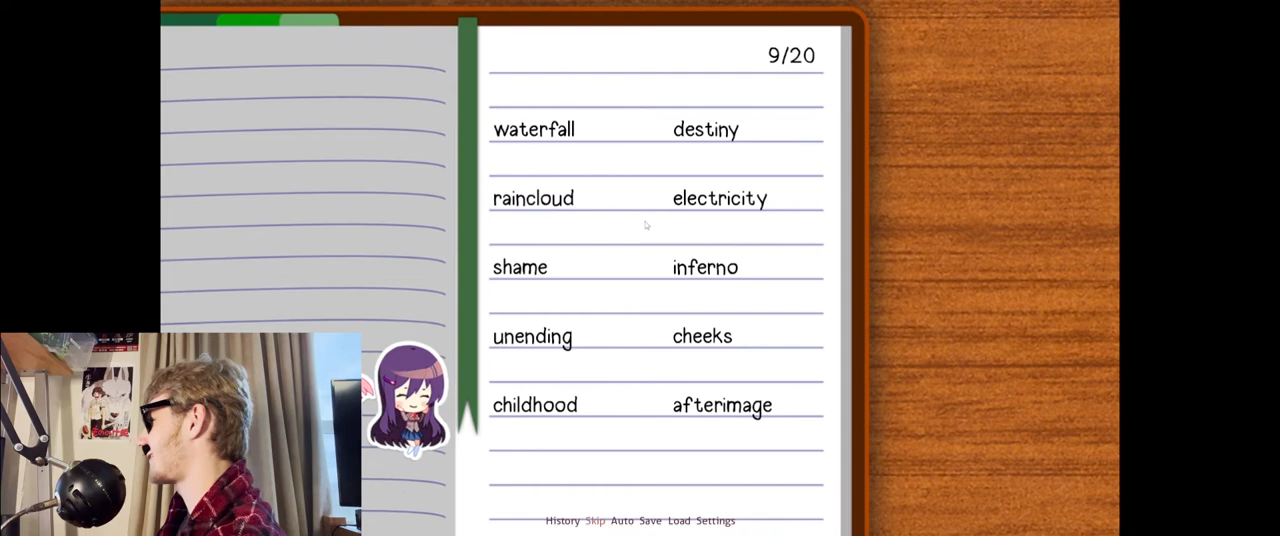 9/20
waterfall destiny
raincloud electricity
shame inferno
unending cheeks
childhood afterimage
History Skip Auto Save Load Settings